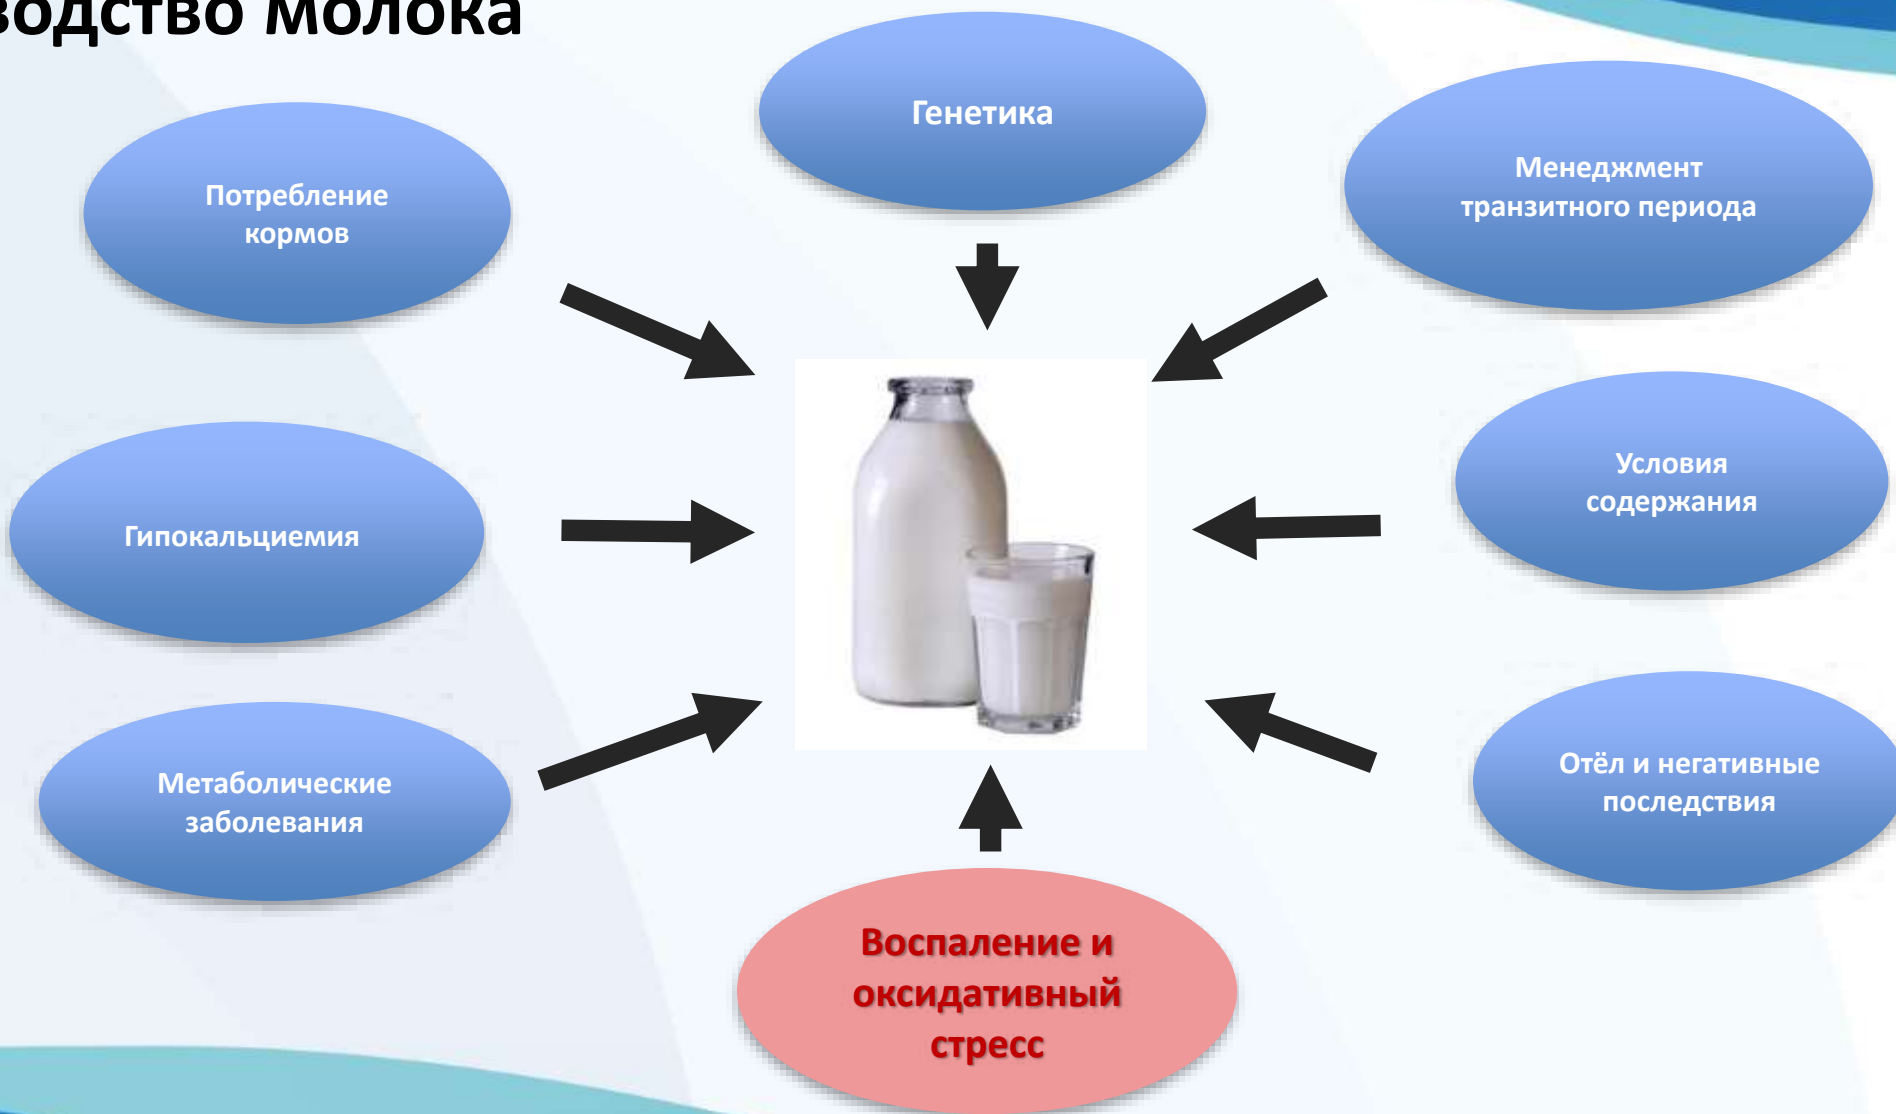 водство молока
Генетика
Потребление
кормов
Менеджмент
транзитного периода
Гипокальциемия
Условия
содержания
Метаболические
заболевания
Отёл и негативные
последствия
Воспаление и
оксидативный
стресс